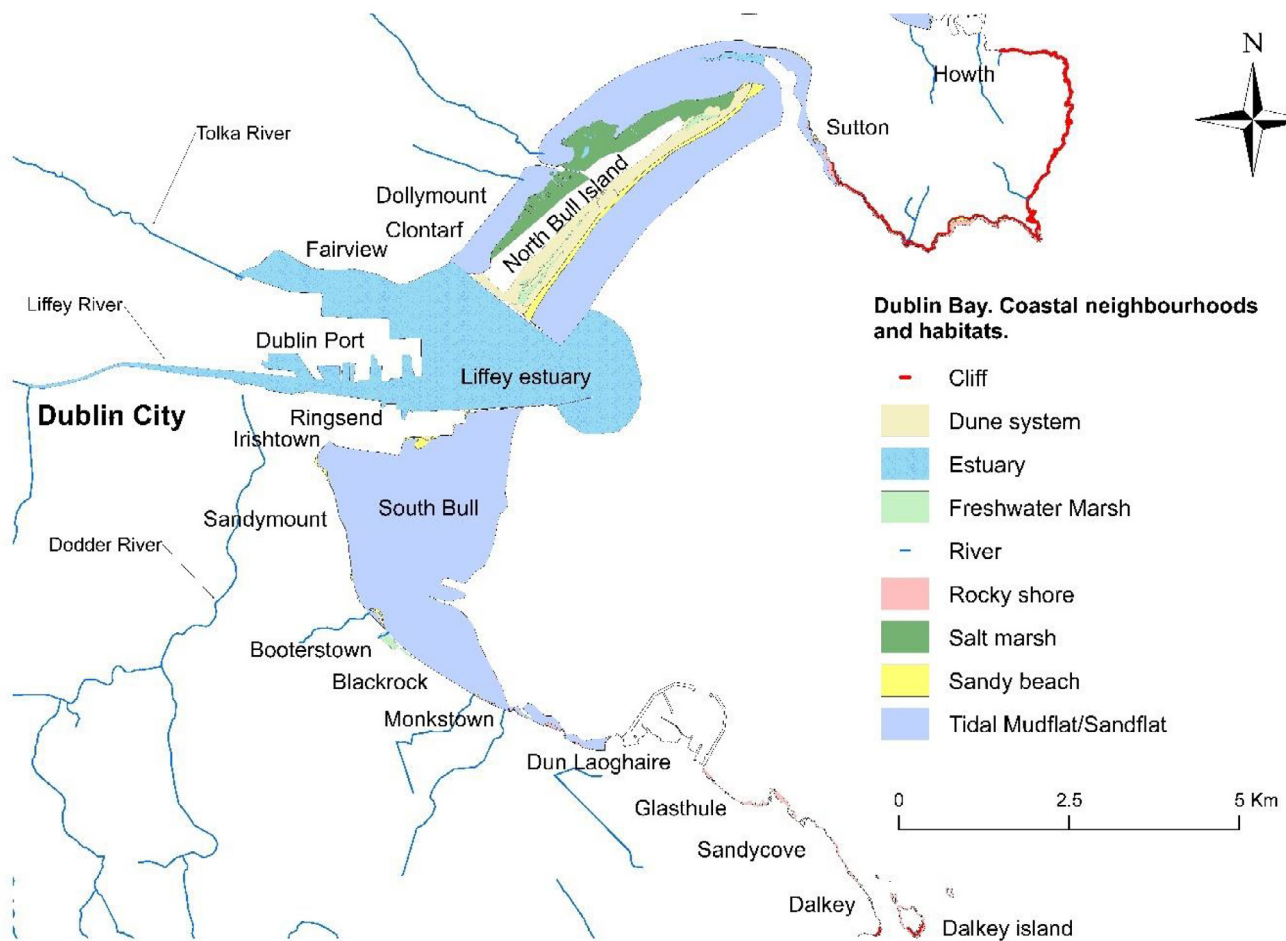 N
Howth
Sutton
Tolka River
Dollymount
Clontarf
North Bull Island
Fairview
Liffey River
Dublin Port
Liffey estuary
Dublin City
Ringsend
Irishtown
South Bull
Sandymount
Dodder River
Booterstown
Blackrock
Monkstown
Dun Laoghaire
Glasthule
Sandycove
Dalkey
Dalkey island
Dublin Bay. Coastal neighbourhoods
and habitats.
Cliff
Dune system
Estuary
Freshwater Marsh
River
Rocky shore
Salt marsh
Sandy beach
Tidal Mudflat/Sandflat
0 2.5 5 Km